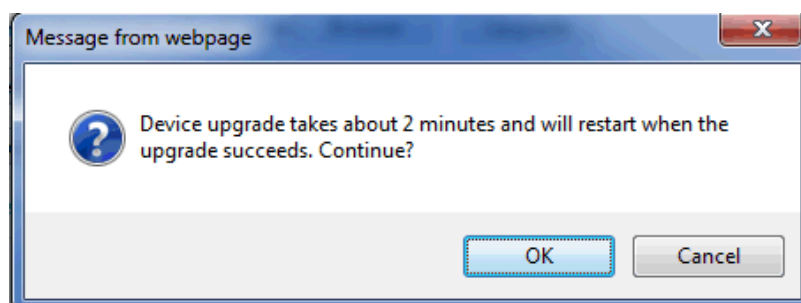 Message from webpage
Device upgrade takes about 2 minutes and will restart when the
upgrade succeeds. Continue?
OK
Cancel